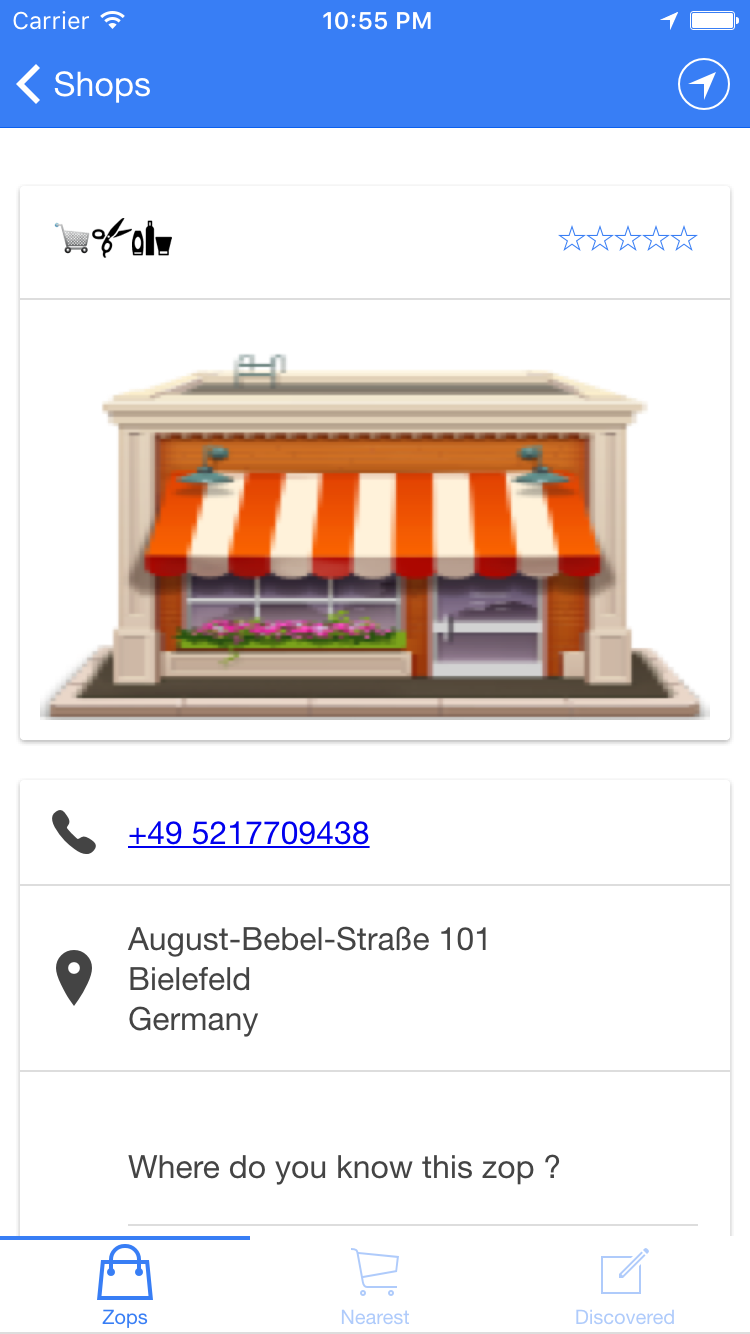 Carrier
10:55 PM
Shops
+49 5217709438
August-Bebel-Straße 101
Bielefeld
Germany
Where do you know this zop ?
Zops
Nearest
Discovered